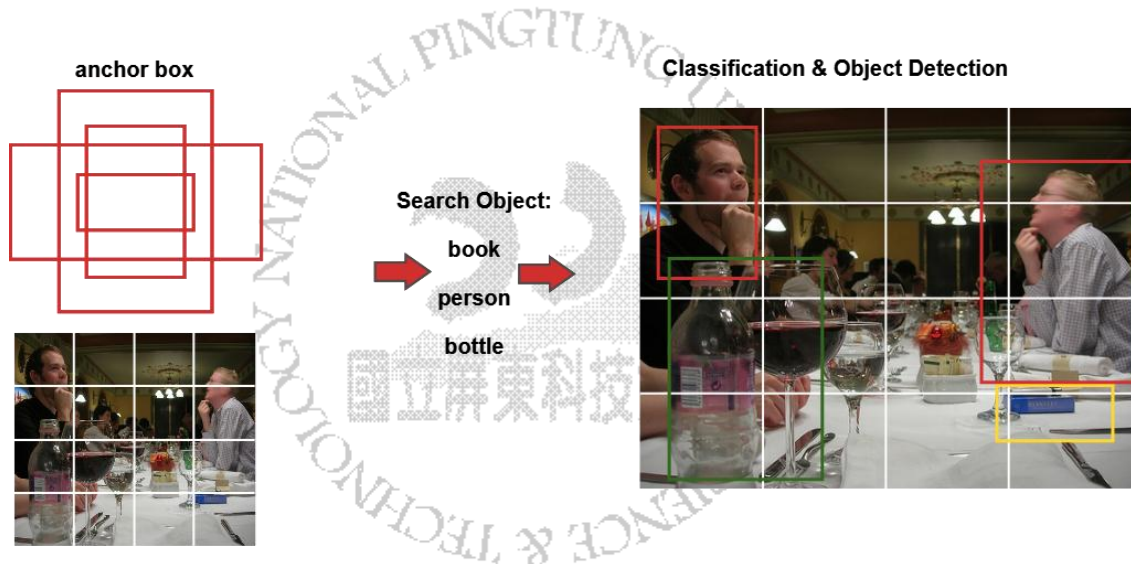 anchor box
Search Object:
book
person
bottle
Classification & Object Detection
NATIONAL PINGTUNG
TECHNOLOGY &
國立屏東科技